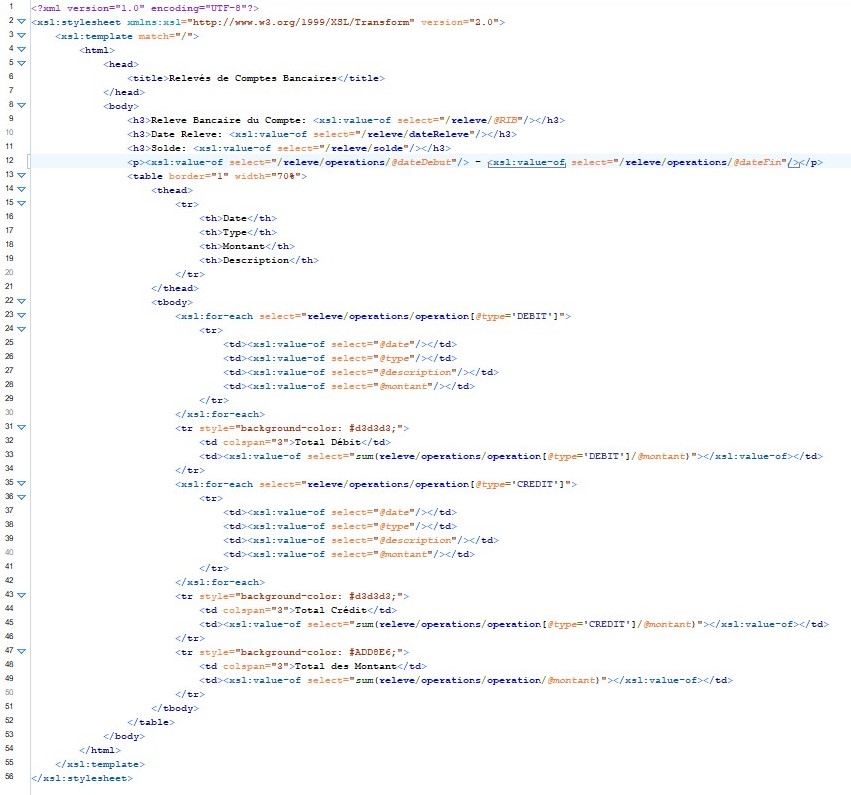 1 <?xml version="1.0" encoding="UTF-8"?>
2 <xsl:stylesheet xmlns:xsl="http://www.w3.org/1999/XSL/Transform" version="2.0">
3 <xsl:template match="/">
4 <html>
5 <head>
6 <title>Relevés de Comptes Bancaires</title>
7 </head>
8 <body>
9 <h3>Releve Bancaire du Compte: <xsl:value-of select="/releve/@RIB"/></h3>
10 <h3>Date Releve: <xsl:value-of select="/releve/dateReleve"/></h3>
11 <h3>Solde: <xsl:value-of select="/releve/solde"/></h3>
12 <p><xsl:value-of select="/releve/operations/@dateDebut"/> - <xsl:value-of select="/releve/operations/@dateFin"/></p>
13 <table border="1" width="70%">
14 <thead>
15 <tr>
16 <th>Date</th>
17 <th>Type</th>
18 <th>Montant</th>
19 <th>Description</th>
20 </tr>
21 </thead>
22 <tbody>
23 <xsl:for-each select="releve/operations/operation[@type='DEBIT']">
24 <tr>
25 <td><xsl:value-of select="@date"/></td>
26 <td><xsl:value-of select="@type"/></td>
27 <td><xsl:value-of select="@description"/></td>
28 <td><xsl:value-of select="@montant"/></td>
29 </tr>
30 </xsl:for-each>
31 <tr style="background-color: #d3d3d3;">
32 <td colspan="3">Total Débit</td>
33 <td><xsl:value-of select="sum(releve/operations/operation[@type='DEBIT']/@montant)"></xsl:value-of></td>
34 </tr>
35 <xsl:for-each select="releve/operations/operation[@type='CREDIT']">
36 <tr>
37 <td><xsl:value-of select="@date"/></td>
38 <td><xsl:value-of select="@type"/></td>
39 <td><xsl:value-of select="@description"/></td>
40 <td><xsl:value-of select="@montant"/></td>
41 </tr>
42 </xsl:for-each>
43 <tr style="background-color: #d3d3d3;">
44 <td colspan="3">Total Crédit</td>
45 <td><xsl:value-of select="sum(releve/operations/operation[@type='CREDIT']/@montant)"></xsl:value-of></td>
46 </tr>
47 <tr style="background-color: #ADD8E6;">
48 <td colspan="3">Total des Montant</td>
49 <td><xsl:value-of select="sum(releve/operations/operation/@montant)"></xsl:value-of></td>
50 </tr>
51 </tbody>
52 </table>
53 </body>
54 </html>
55 </xsl:template>
56 </xsl:stylesheet>